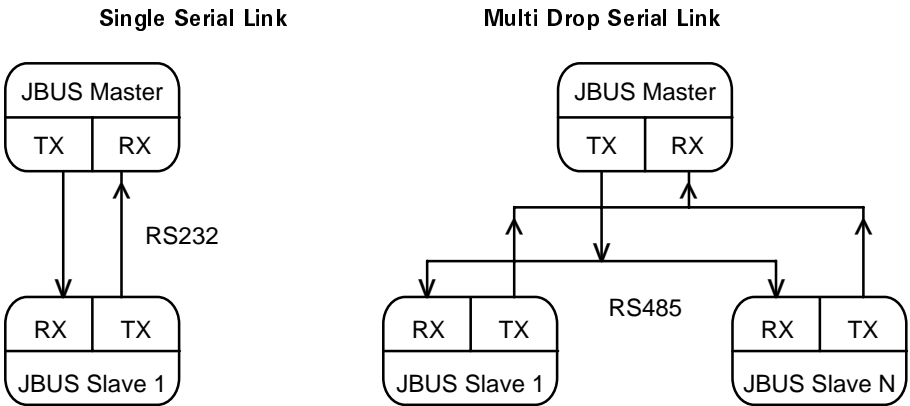 Single Serial Link
JBUS Master
TX RX
RS232
RX TX
JBUS Slave 1
Multi Drop Serial Link
JBUS Master
TX RX
RS485
RX TX
JBUS Slave 1
RX TX
JBUS Slave N